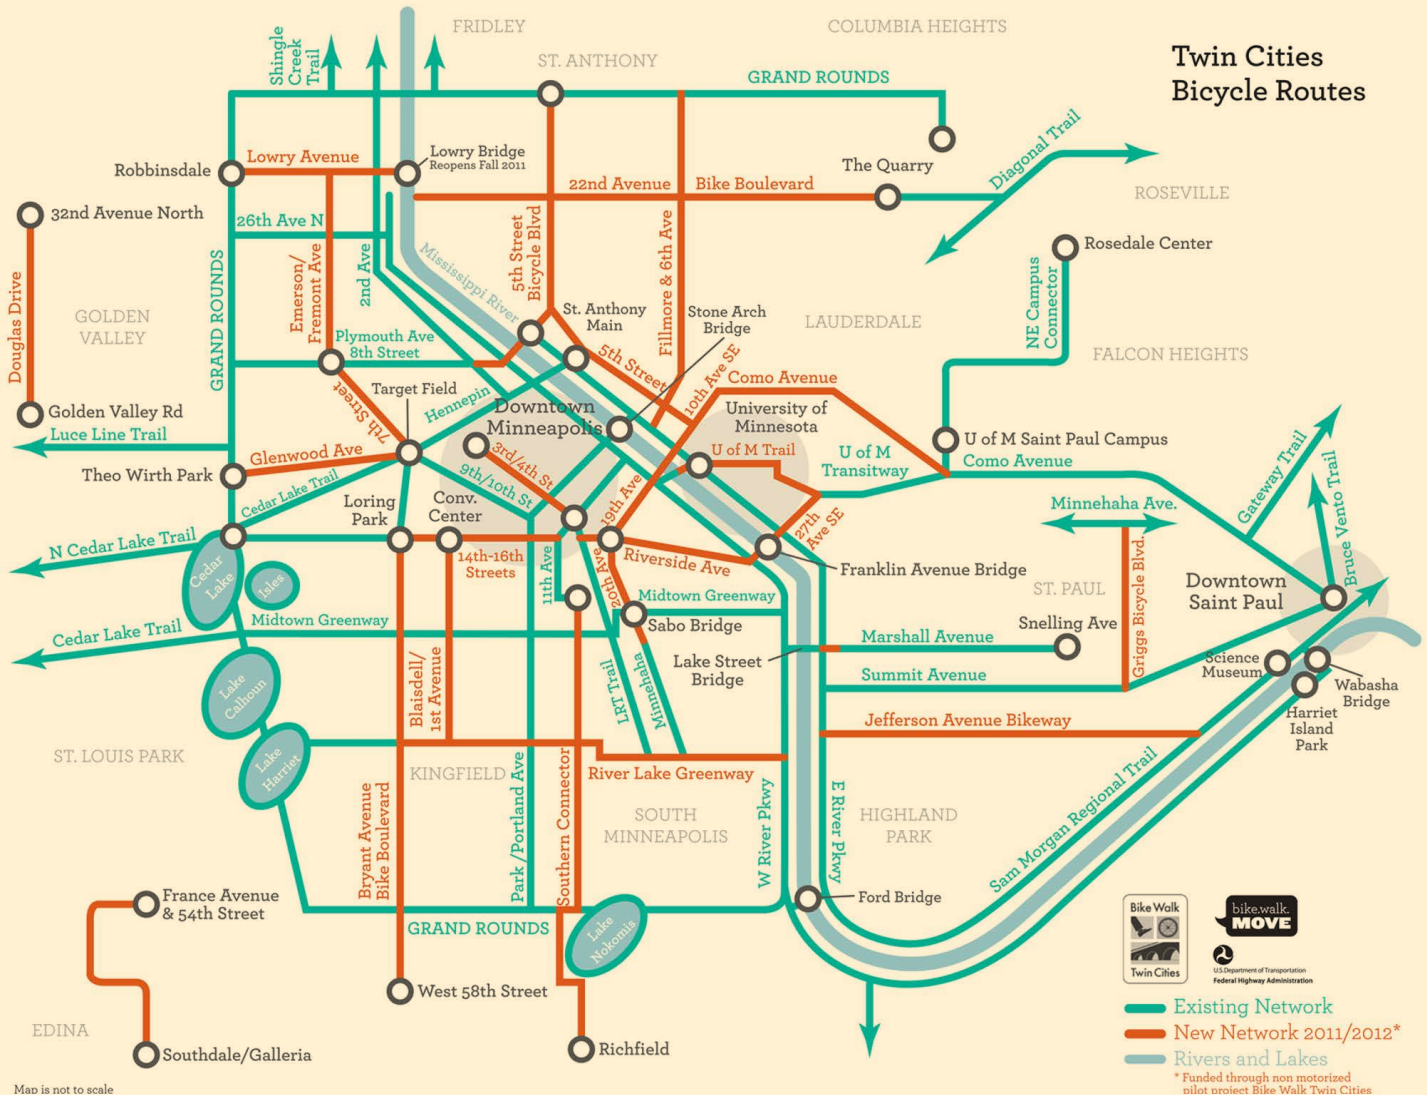 Twin Cities
Bicycle Routes
FRIDLEY
COLUMBIA HEIGHTS
ST. ANTHONY
Shingle
Creek
Trail
GRAND ROUNDS
Diagonal Trail
Robbinsdale
Lowry Avenue
Lowry Bridge
Reopens Fall 2011
The Quarry
22nd Avenue
Bike Boulevard
ROSEVILLE
32nd Avenue North
26th Ave N
Rosedale Center
GRAND ROUNDS
Emerson/
Fremont Ave
2nd Ave
Mississippi River
5th Street
Bicycle Blvd
Fillmore & 6th Ave
NE Campus
Connector
Douglas Drive
GOLDEN
VALLEY
St. Anthony
Main
Stone Arch
Bridge
LAUDERDALE
FALCON HEIGHTS
Plymouth Ave
8th Street
5th Street
10th Ave SE
Como Avenue
7th Street
Target Field
Hennepin
Downtown
Minneapolis
University of
Minnesota
Golden Valley Rd
Luce Line Trail
U of M Trail
U of M
Transitway
U of M Saint Paul Campus
Como Avenue
Gateway Trail
Bruce Vento Trail
Glenwood Ave
Theo Wirth Park
Cedar Lake Trail
3rd/4th St
9th/10th St
Loring
Park
Conv.
Center
19th Ave
27th
Ave SE
Minnehaha Ave.
N Cedar Lake Trail
Cedar
Lake
Isles
14th-16th
Streets
11th Ave
20th Ave
Riverside Ave
Franklin Avenue Bridge
ST. PAUL
Griggs Bicycle Blvd.
Downtown
Saint Paul
Midtown Greenway
Cedar Lake Trail
Midtown Greenway
Sabo Bridge
Snelling Ave
Marshall Avenue
Lake Street
Bridge
Science
Museum
Wabasha
Bridge
Harriet
Island
Park
Lake
Calhoun
Blaisdell/
1st Avenue
LRT Trail
Minnehaha
Summit Avenue
Jefferson Avenue Bikeway
ST. LOUIS PARK
Lake
Harriet
KINGFIELD
River Lake Greenway
Bryant Avenue
Bike Boulevard
Park /Portland Ave
Southern Connector
SOUTH
MINNEAPOLIS
W River Pkwy
E River Pkwy
HIGHLAND
PARK
Sam Morgan Regional Trail
France Avenue
& 54th Street
GRAND ROUNDS
Lake
Nokomis
Ford Bridge
West 58th Street
EDINA
Southdale/Galleria
Richfield
Bike Walk
Twin Cities
bike.walk.
MOVE
U.S. Department of Transportation
Federal Highway Administration
Existing Network
New Network 2011/2012*
Rivers and Lakes
* Funded through non motorized
pilot project Bike Walk Twin Cities
Map is not to scale